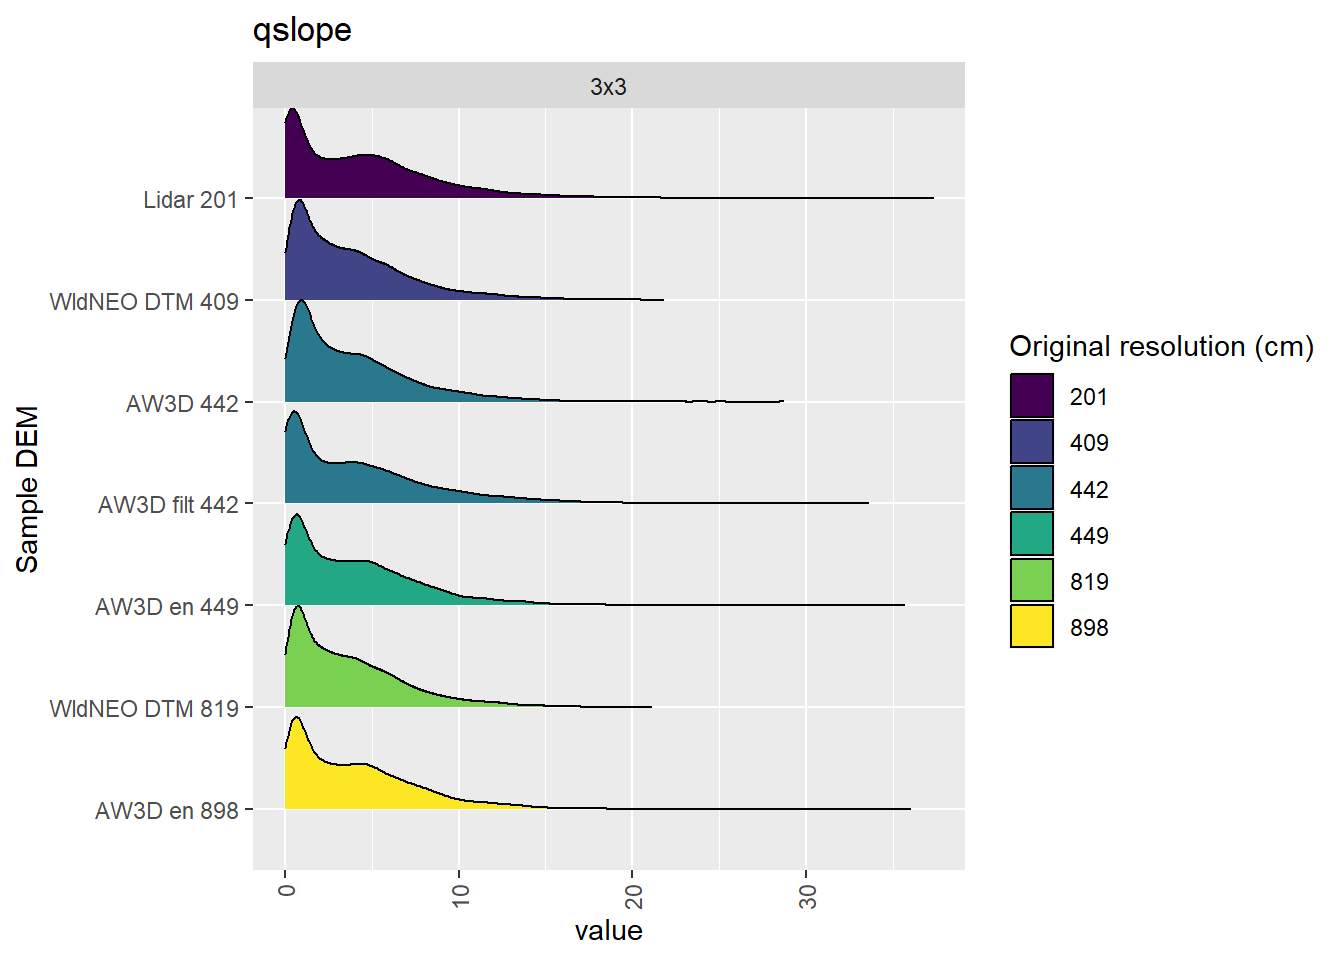 qslope
3x3
Lidar 201
WldNEO DTM 409
AW3D 442
AW3D filt 442
AW3D en 449
WldNEO DTM 819
AW3D en 898
Sample DEM
0
10
20
30
value
Original resolution (cm)
201
409
442
449
819
898